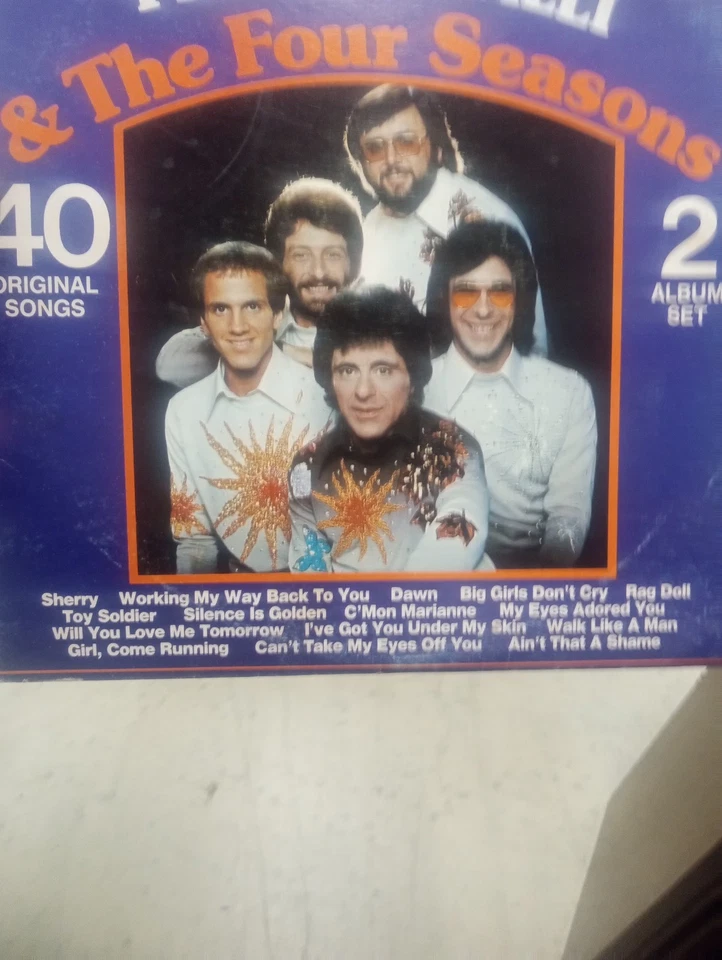 & The Four Seasons
40
ORIGINAL
SONGS
2
ALBUM
SET
Sherry Working My Way Back To You Dawn Big Girls Don't Cry Rag Doll
Toy Soldier Silence Is Golden C'Mon Marianne My Eyes Adored You
Will You Love Me Tomorrow I've Got You Under My Skin Walk Like A Man
Girl, Come Running Can't Take My Eyes Off You Ain't That A Shame